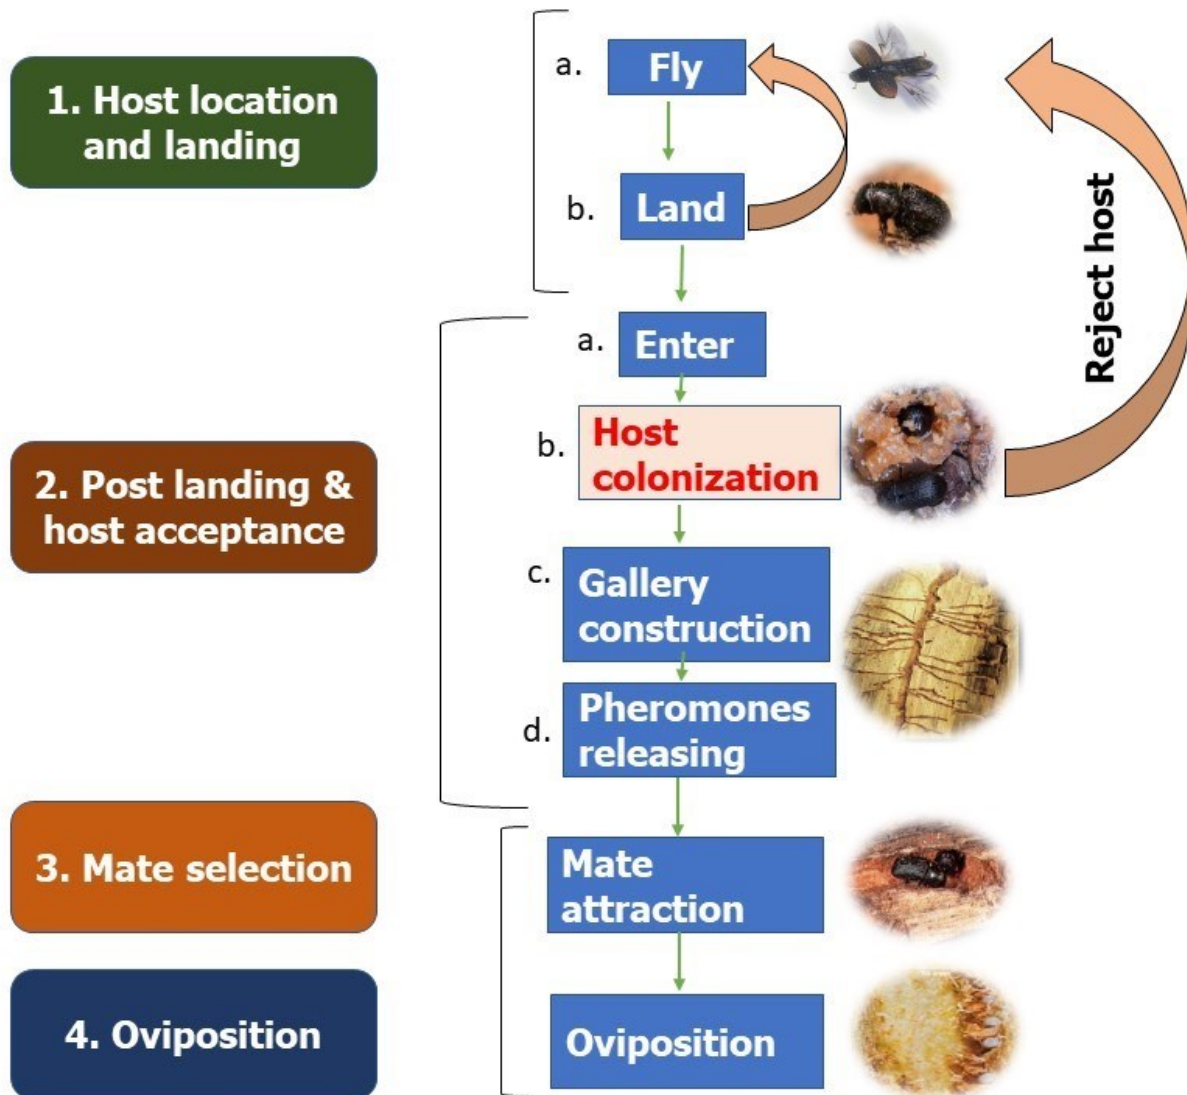 1. Host location
and landing
a.
Fly
b.
Land
Reject host
2. Post landing &
host acceptance
a.
Enter
b.
Host
colonization
c.
Gallery
construction
d.
Pheromones
releasing
3. Mate selection
Mate
attraction
4. Oviposition
Oviposition